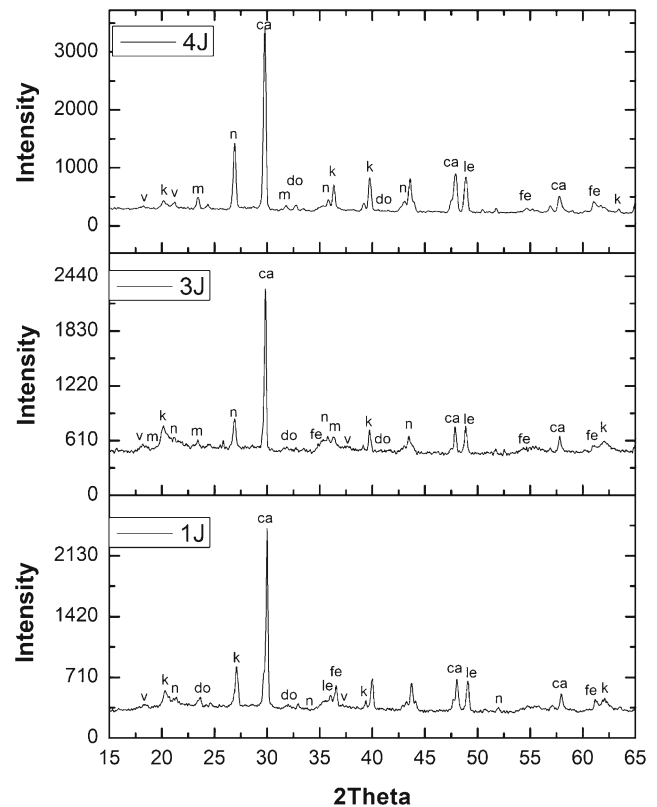 ca
4J
3000
2000
1000
0
Intensity
v k v m n m do n k k do n ca le fe ca fe k
ca
3J
2440
1830
1220
610
0
Intensity
v m k n m n do fe n m v k do n ca le fe ca fe k
ca
1J
2130
1420
710
0
Intensity
v k n do k do n le fe v k ca le n ca fe k
15 20 25 30 35 40 45 50 55 60 65
2Theta